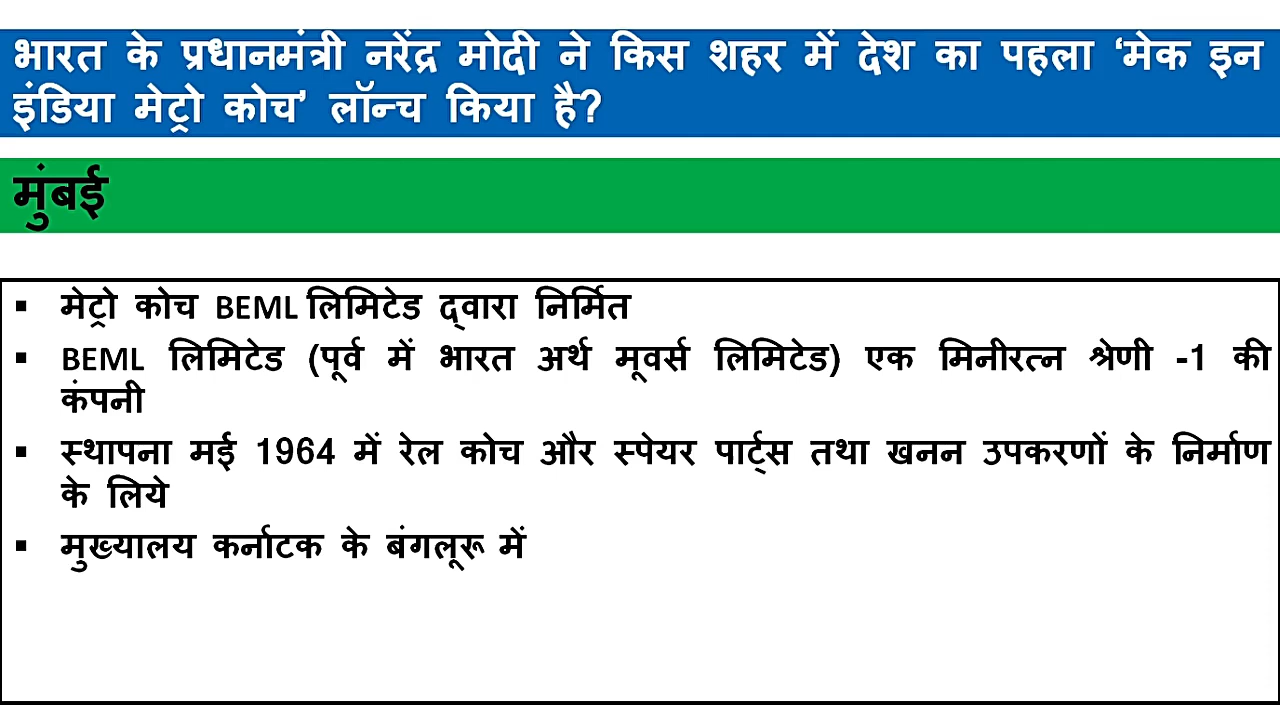 भारत के प्रधानमंत्री नरेंद्र मोदी ने किस शहर में देश का पहला ‘मेक इन
इंडिया मेट्रो कोच’ लॉन्च किया है?
मुंबई
▪ मेट्रो कोच BEML लिमिटेड द्वारा निर्मित
▪ BEML लिमिटेड (पूर्व में भारत अर्थ मूवर्स लिमिटेड) एक मिनीरत्न श्रेणी -1 की
कंपनी
▪ स्थापना मई 1964 में रेल कोच और स्पेयर पार्ट्स तथा खनन उपकरणों के निर्माण
के लिये
▪ मुख्यालय कर्नाटक के बंगलूरू में